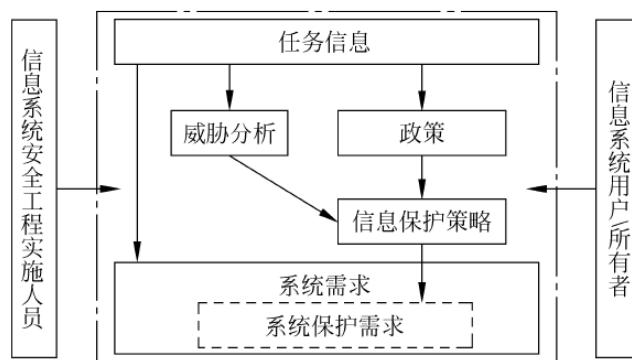 任务信息
信息系统安全工程实施人员
威胁分析
政策
信息系统用户/所有者
信息保护策略
系统需求
系统保护需求